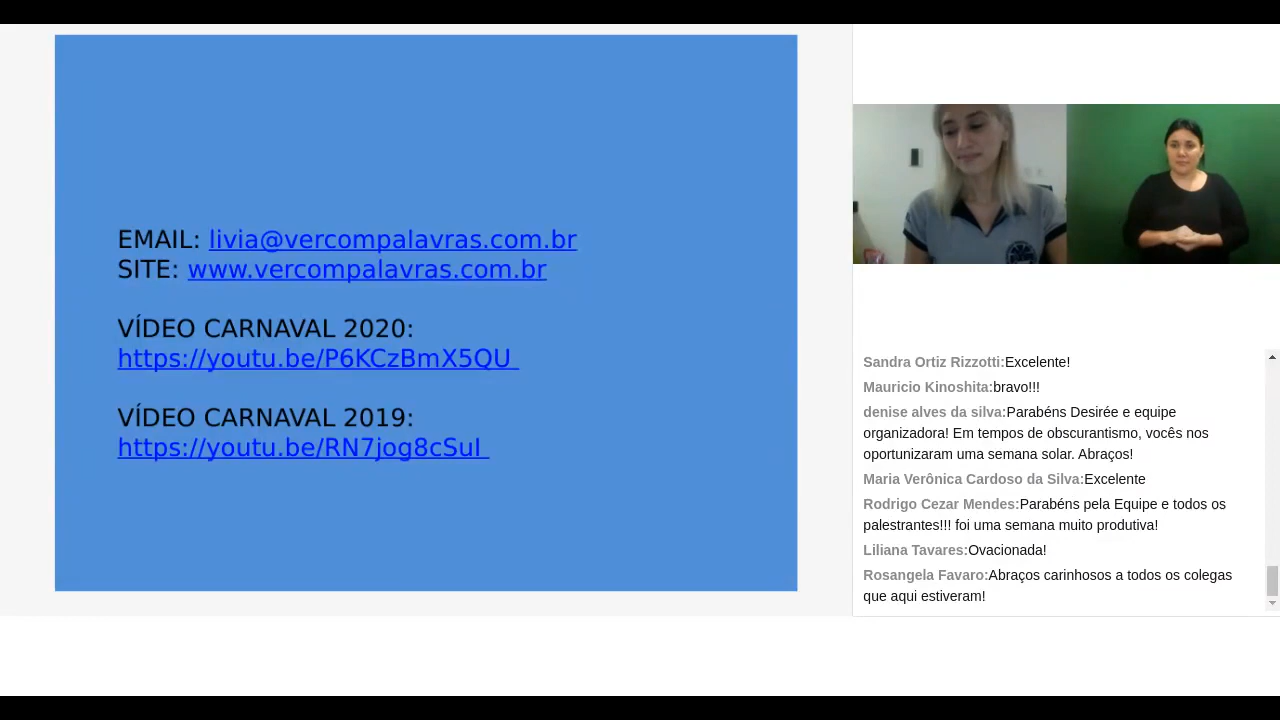 EMAIL: livia@vercompalavras.com.br
SITE: www.vercompalavras.com.br
VÍDEO CARNAVAL 2020:
https://youtu.be/P6KCzBmX5QU
VÍDEO CARNAVAL 2019:
https://youtu.be/RN7jog8cSuI
Sandra Ortiz Rizzotti:Excelente!
Mauricio Kinoshita:bravo!!!
denise alves da silva:Parabéns Desirée e equipe
organizadora! Em tempos de obscurantismo, vocês nos
oportunizaram uma semana solar. Abraços!
Maria Verônica Cardoso da Silva:Excelente
Rodrigo Cezar Mendes:Parabéns pela Equipe e todos os
palestrantes!!! foi uma semana muito produtiva!
Liliana Tavares:Ovacionada!
Rosangela Favaro:Abraços carinhosos a todos os colegas
que aqui estiveram!